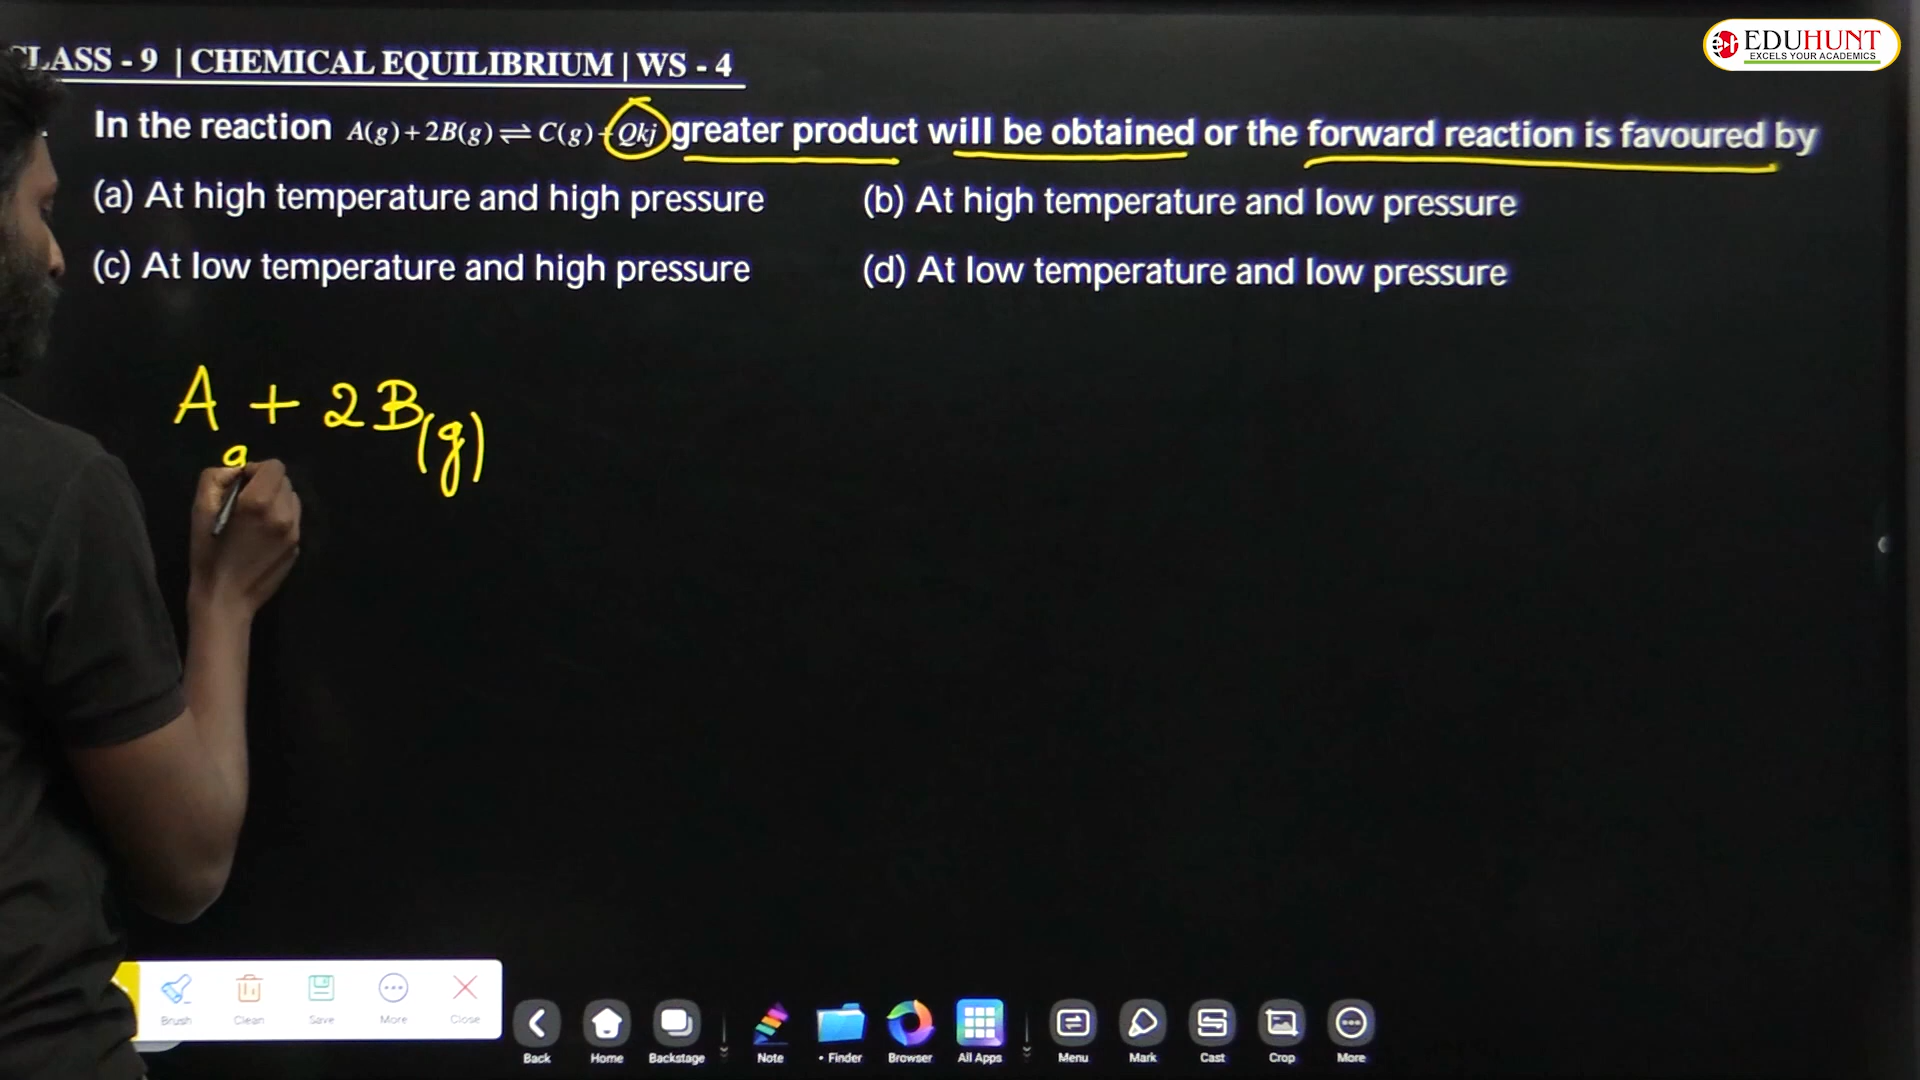 EDUHUNT
EXCELS YOUR ACADEMICS
CLASS - 9 | CHEMICAL EQUILIBRIUM | WS - 4
. In the reaction A(g)+2B(g)⇌C(g)+Qkj greater product will be obtained or the forward reaction is favoured by
(a) At high temperature and high pressure (b) At high temperature and low pressure
(c) At low temperature and high pressure (d) At low temperature and low pressure
A + 2B(g)
g
Brush Clean Save More Close
Back Home Backstage Note • Finder Browser All Apps Menu Mark Cast Crop More